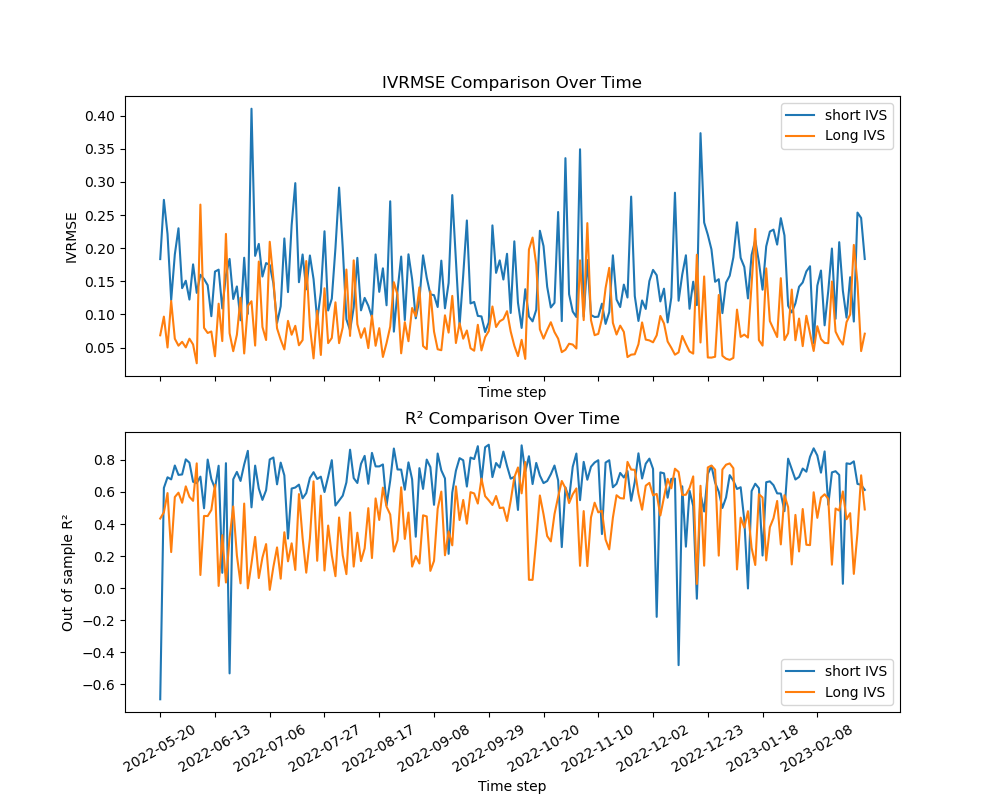 IVRMSE Comparison Over Time
IVRMSE
0.40
0.35
0.30
0.25
0.20
0.15
0.10
0.05
short IVS
Long IVS
Time step
R² Comparison Over Time
Out of sample R²
0.8
0.6
0.4
0.2
0.0
−0.2
−0.4
−0.6
short IVS
Long IVS
2022-05-20
2022-06-13
2022-07-06
2022-07-27
2022-08-17
2022-09-08
2022-09-29
2022-10-20
2022-11-10
2022-12-02
2022-12-23
2023-01-18
2023-02-08
Time step